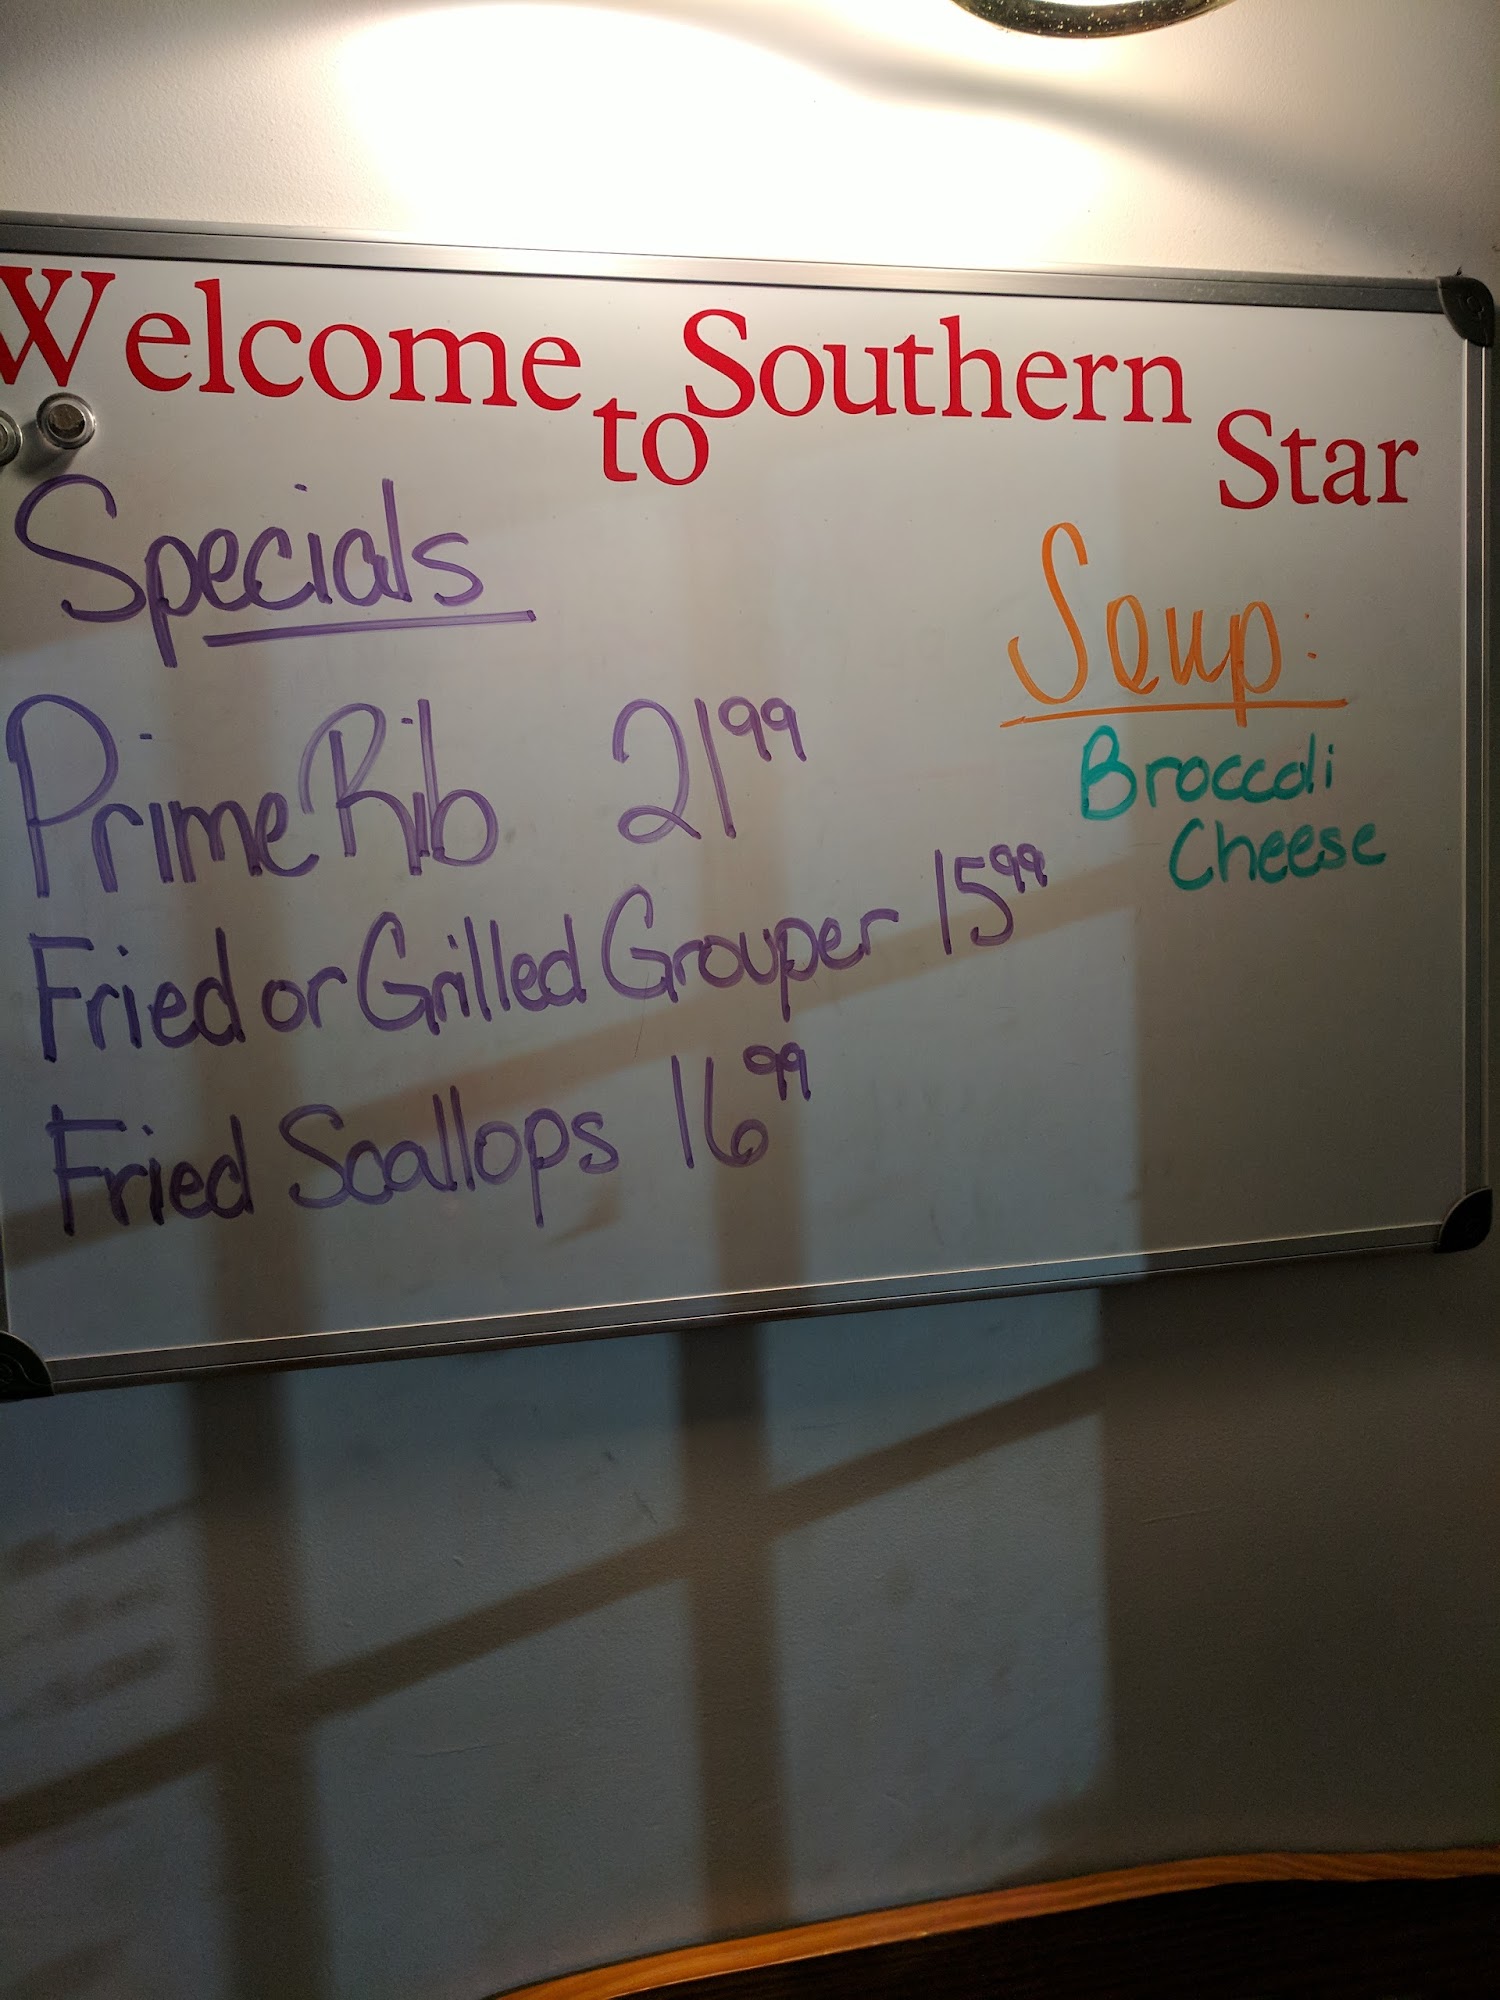 Welcome to Southern Star
Specials
Prime Rib 21 99
Fried or Grilled Grouper 15 99
Fried Scallops 16 99
Soup:
Broccoli
Cheese